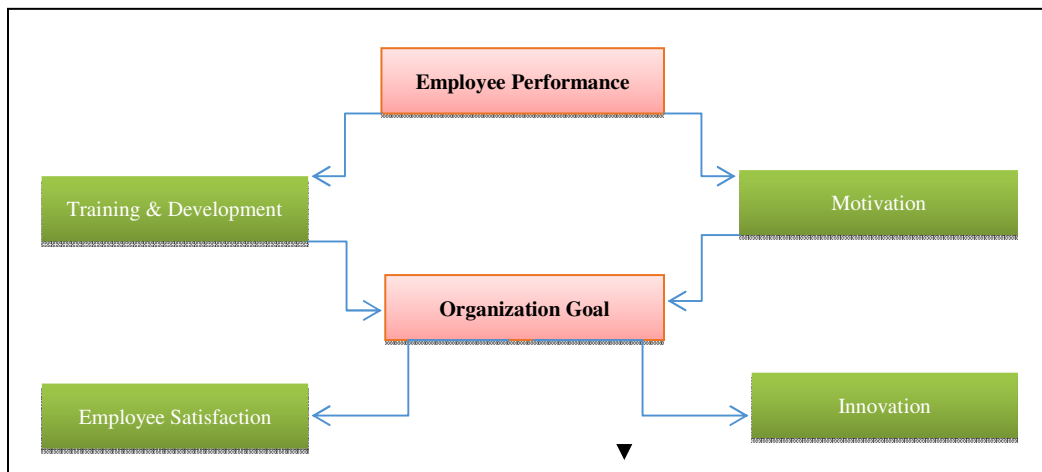 Employee Performance
Training & Development
Motivation
Organization Goal
Employee Satisfaction
Innovation